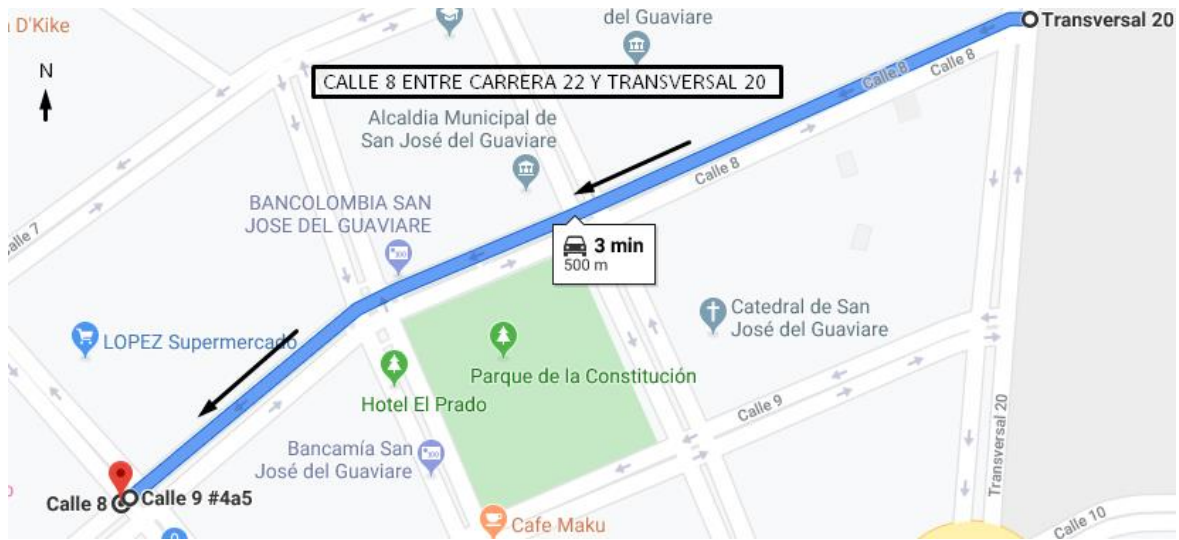 a D'Kike
del Guaviare
Transversal 20
N
CALLE 8 ENTRE CARRERA 22 Y TRANSVERSAL 20
Calle 8
Calle 8
Alcaldia Municipal de
San José del Guaviare
Calle 8
BANCOLOMBIA SAN
JOSE DEL GUAVIARE
alle 7
3 min
500 m
Catedral de San
José del Guaviare
LOPEZ Supermercado
Parque de la Constitución
Hotel El Prado
Calle 9
Transversal 20
Bancamía San
José del Guaviare
Calle 8
Calle 9 #4a5
Cafe Maku
Calle 10